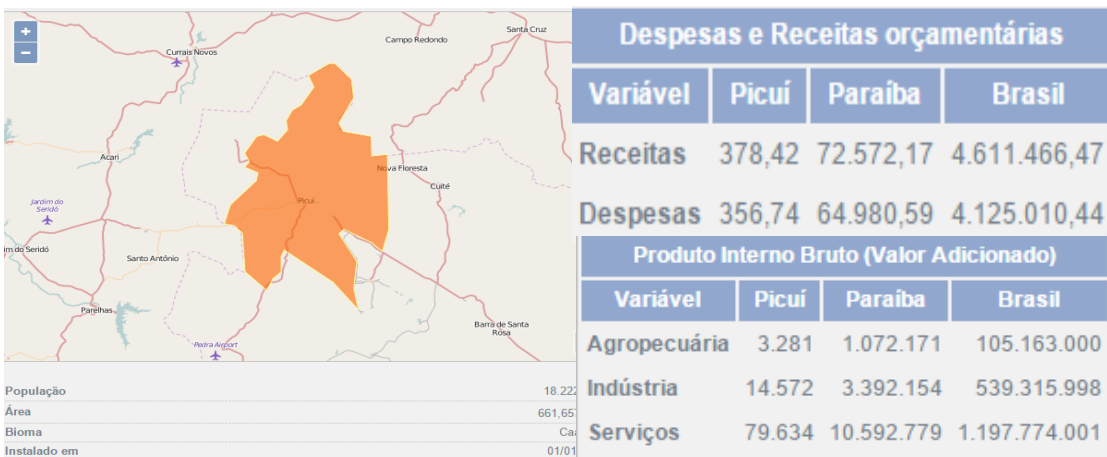 +
−
Santa Cruz
Campo Redondo
Currais Novos
Acari
Nova Floresta
Cuité
Jardim do
Seridó
Picuí
im do Seridó
Santo Antônio
Parelhas
Barra de Santa
Rosa
Pedra Airport
População 18.222
Área 661,657
Bioma Caa
Instalado em 01/01
Despesas e Receitas orçamentárias
Variável Picuí Paraíba Brasil
Receitas 378,42 72.572,17 4.611.466,47
Despesas 356,74 64.980,59 4.125.010,44
Produto Interno Bruto (Valor Adicionado)
Variável Picuí Paraíba Brasil
Agropecuária 3.281 1.072.171 105.163.000
Indústria 14.572 3.392.154 539.315.998
Serviços 79.634 10.592.779 1.197.774.001